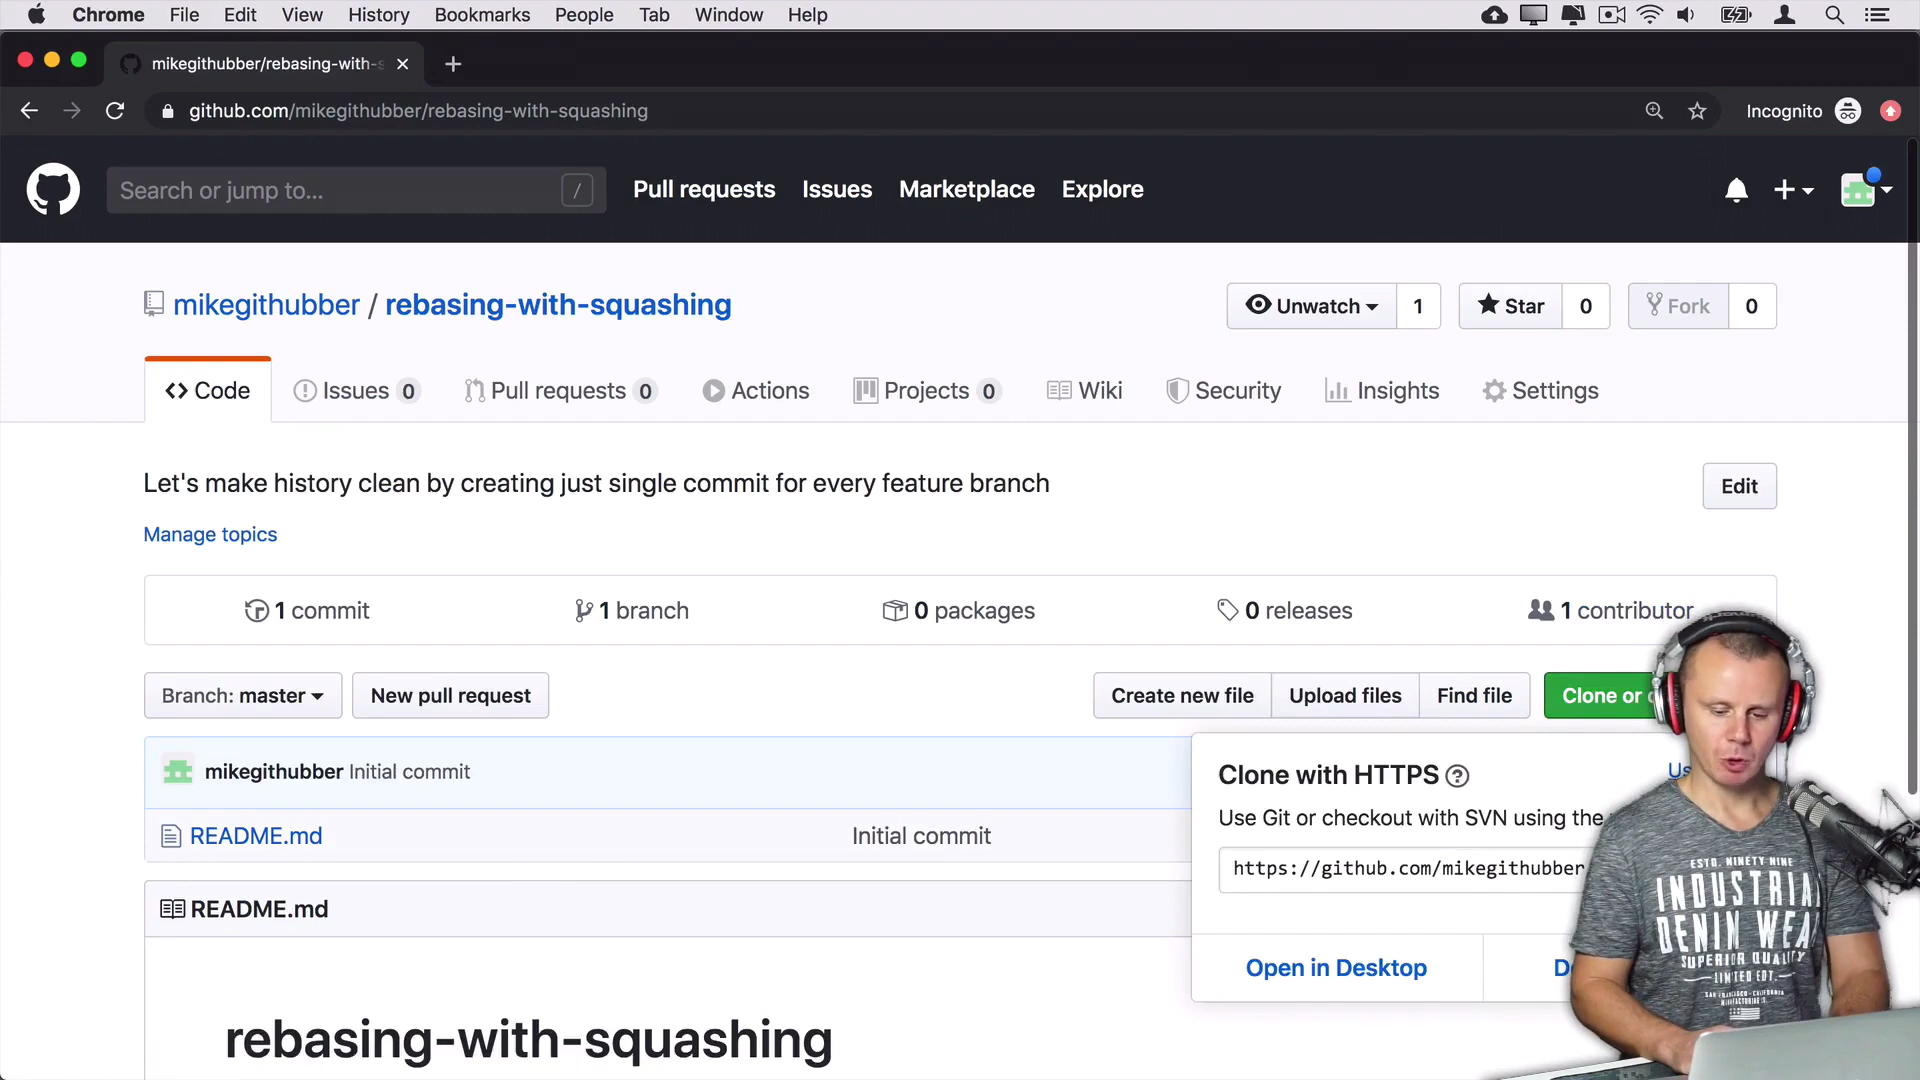 Chrome File Edit View History Bookmarks People Tab Window Help
mikegithubber/rebasing-with-s
github.com/mikegithubber/rebasing-with-squashing
Incognito
Search or jump to... /
Pull requests Issues Marketplace Explore
mikegithubber / rebasing-with-squashing
Unwatch 1 Star 0 Fork 0
Code Issues 0 Pull requests 0 Actions Projects 0 Wiki Security Insights Settings
Let's make history clean by creating just single commit for every feature branch
Edit
Manage topics
1 commit 1 branch 0 packages 0 releases 1 contributor
Branch: master New pull request Create new file Upload files Find file Clone or
mikegithubber Initial commit
Clone with HTTPS ?
Us
Use Git or checkout with SVN using the
README.md Initial commit
https://github.com/mikegithubber
README.md
Open in Desktop D
rebasing-with-squashing
ESTD. NINETY NINE
INDUSTRIA
DENIM WEA
SUPERIOR QUALITY
LIMITED EDT.